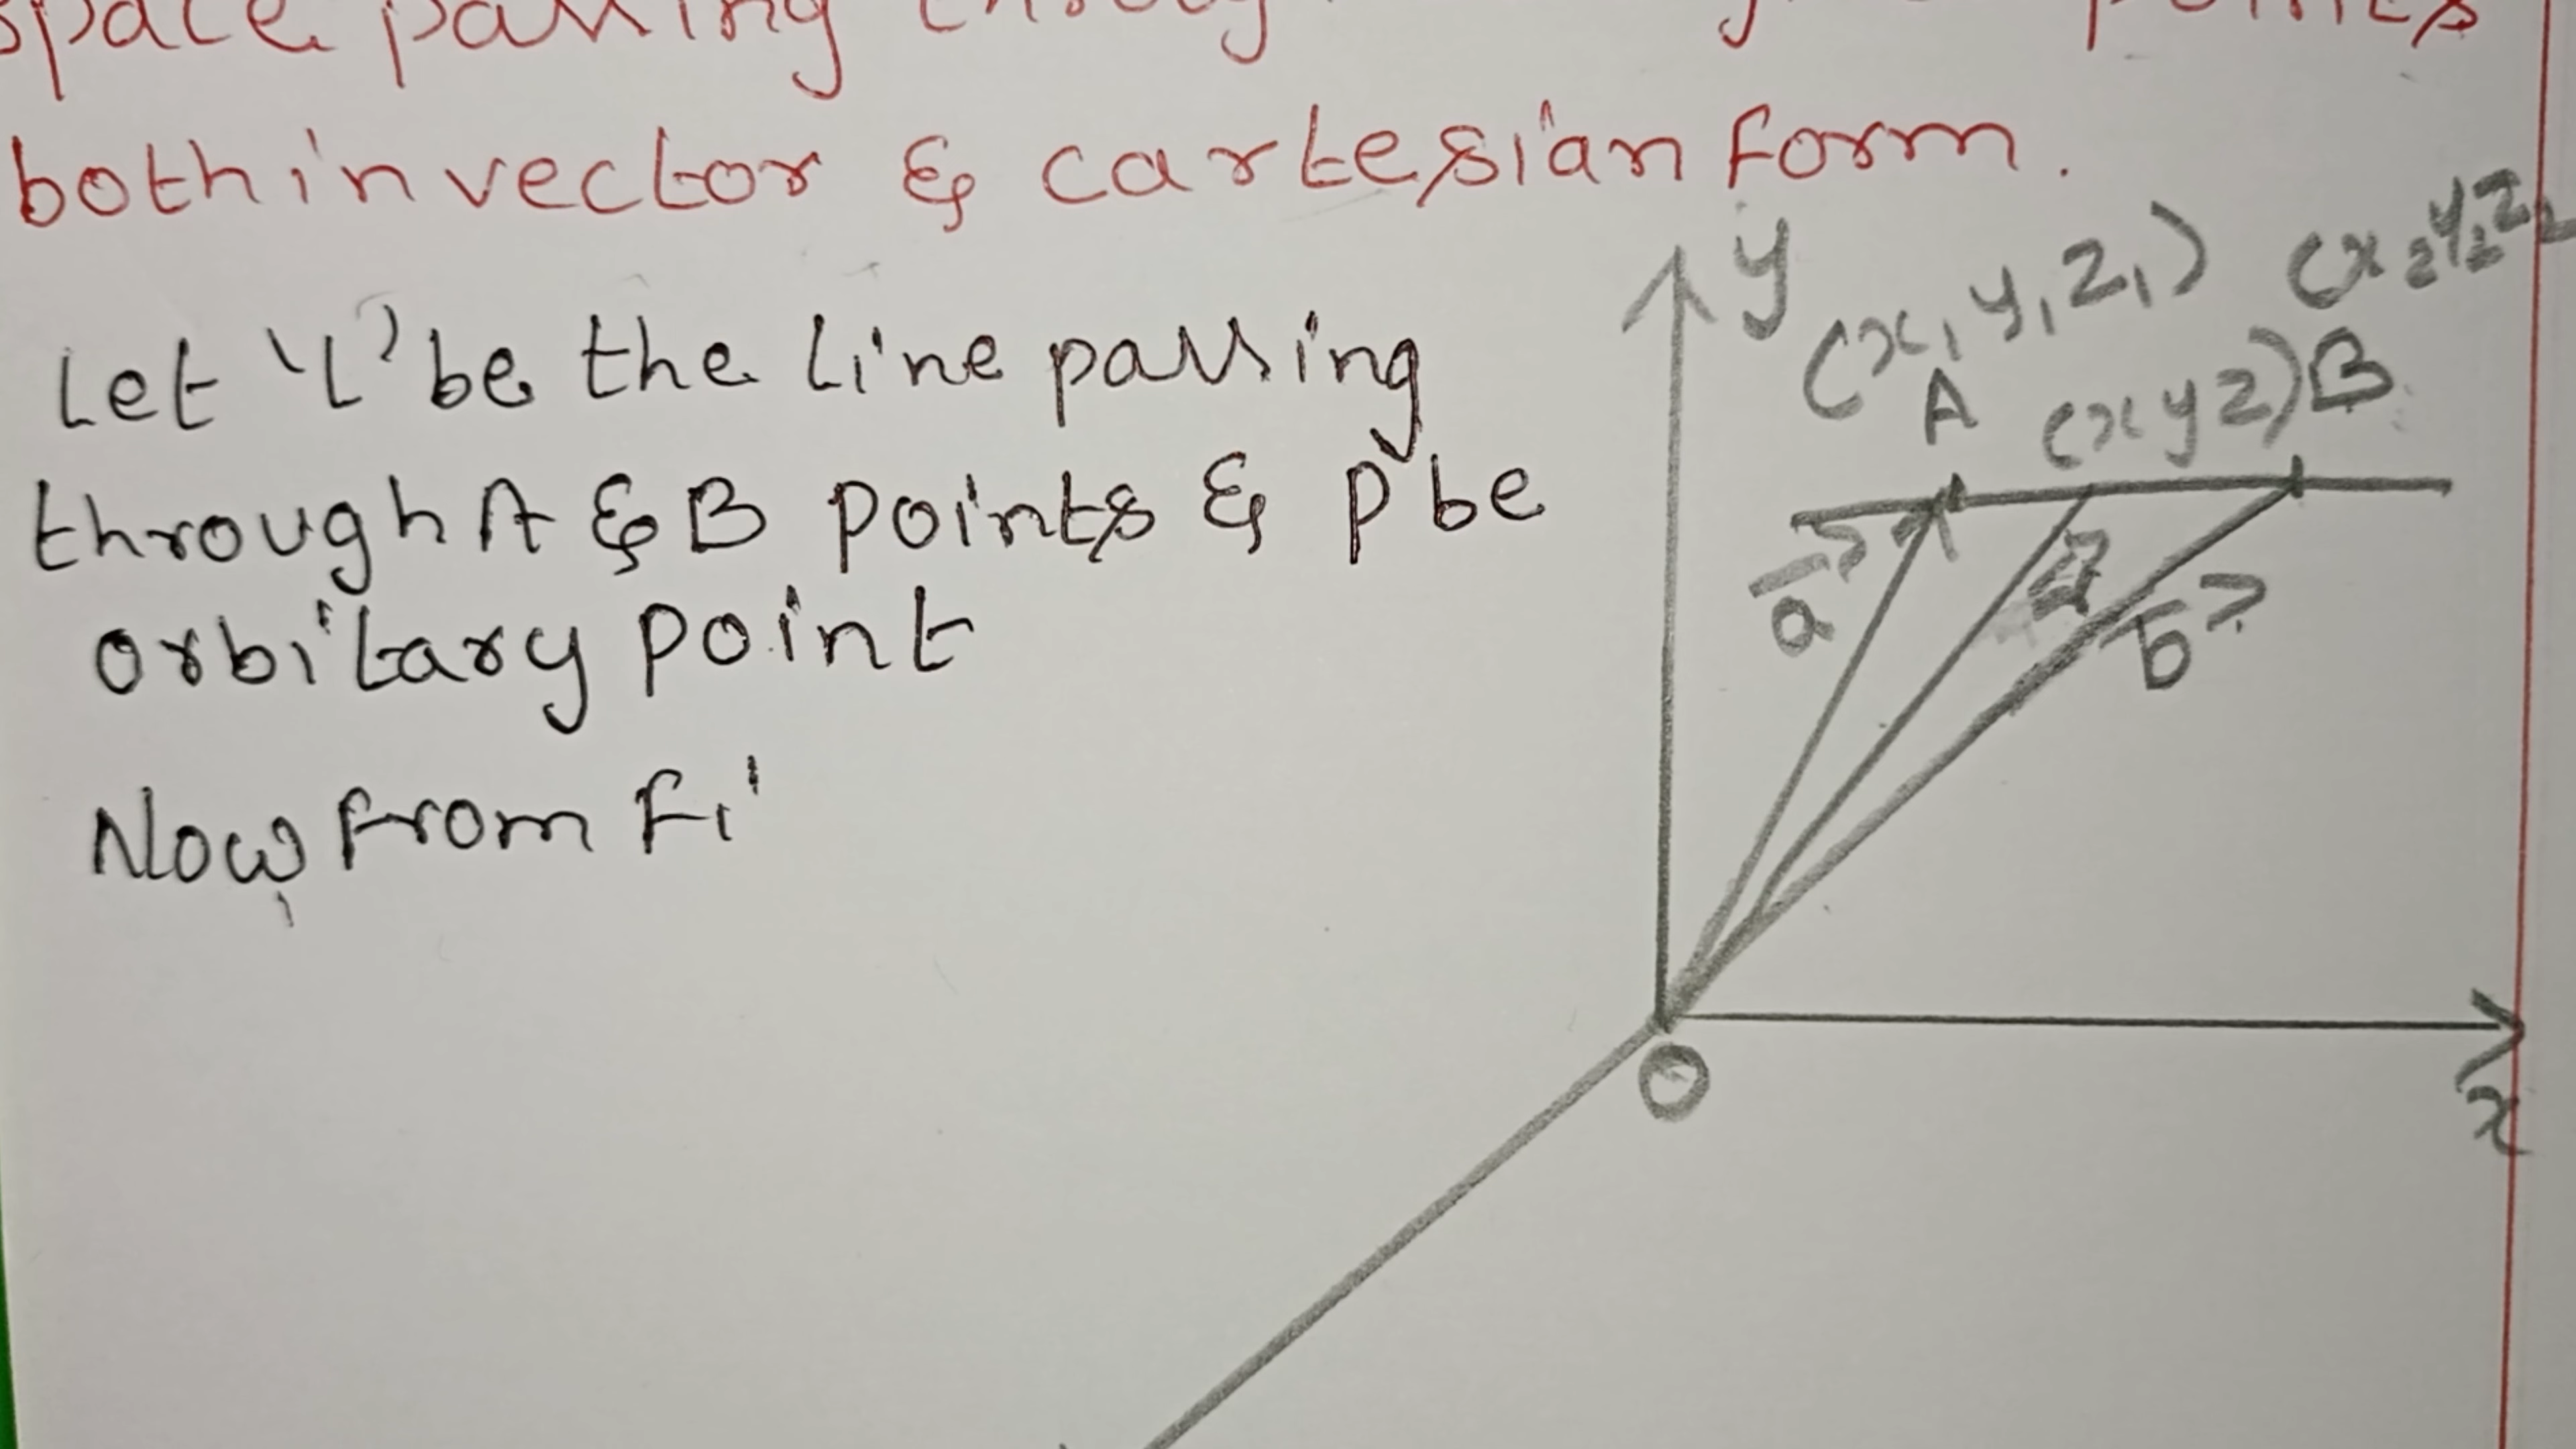 space passing
both in vector & cartesian form.
Let 'L' be the line passing
through A & B points & P be
orbitary point
Now, from Fi
y
(x₁ y₁ z₁)
(x₂ y₂ z₂
A
(x y z)
B
a⃗
b⃗
O
x